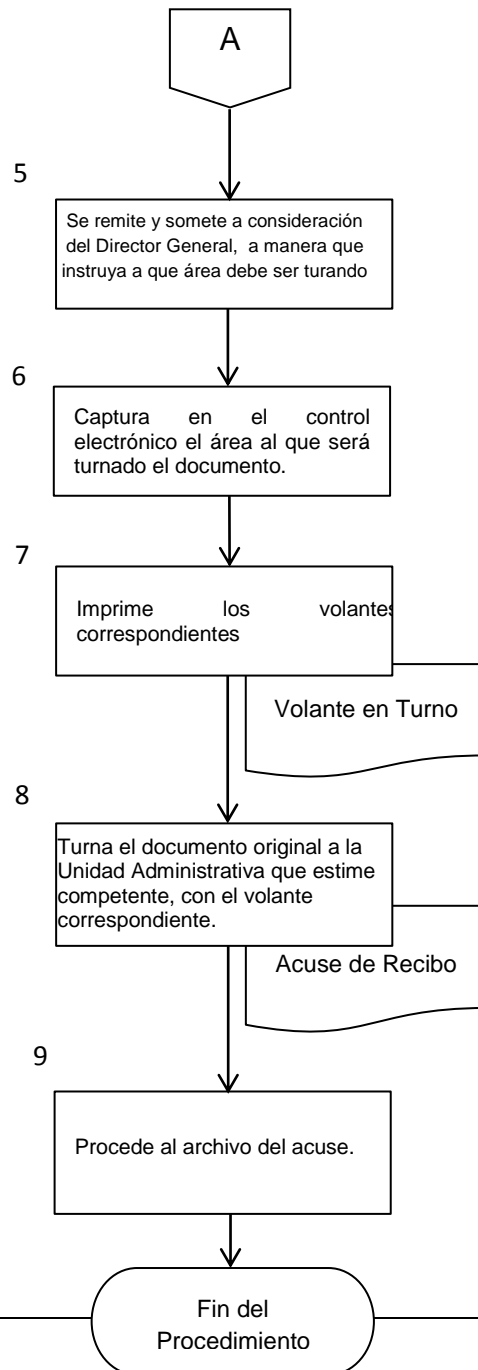 A
5
Se remite y somete a consideración
del Director General, a manera que
instruya a que área debe ser turando
6
Captura en el control
electrónico el área al que será
turnado el documento.
7
Imprime los volantes
correspondientes
Volante en Turno
8
Turna el documento original a la
Unidad Administrativa que estime
competente, con el volante
correspondiente.
Acuse de Recibo
9
Procede al archivo del acuse.
Fin del
Procedimiento